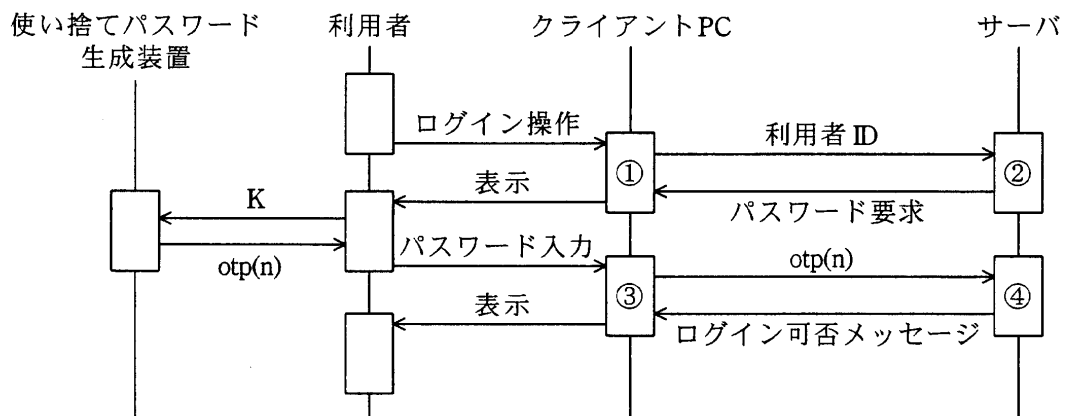 使い捨てパスワード
生成装置
利用者
クライアントPC
サーバ
ログイン操作
利用者ID
①
②
表示
パスワード要求
K
otp(n)
パスワード入力
otp(n)
③
④
表示
ログイン可否メッセージ